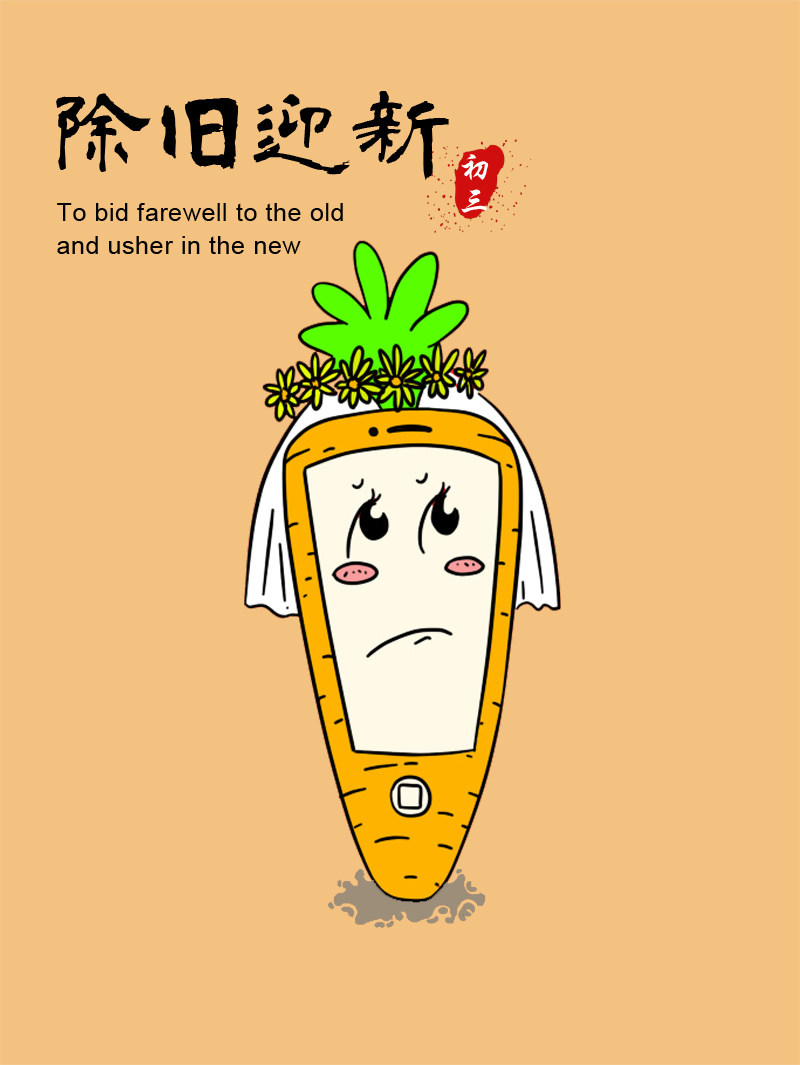 除旧迎新
初
三
To bid farewell to the old
and usher in the new